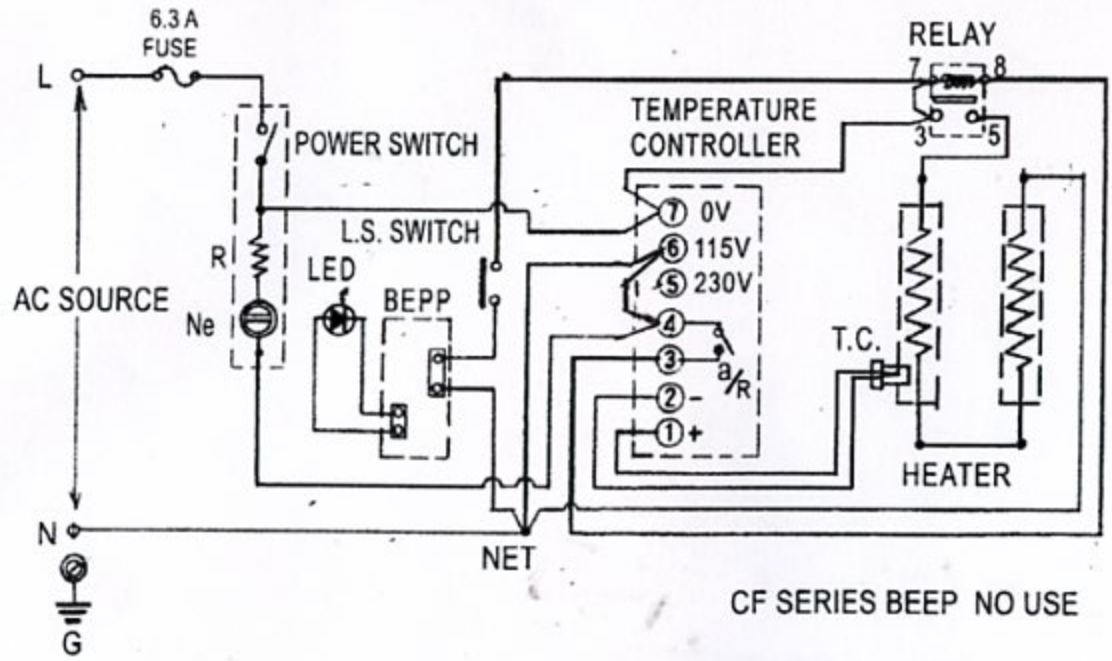 6.3 A
FUSE
L
RELAY
7 8
3 5
TEMPERATURE
CONTROLLER
POWER SWITCH
7 0V
L.S. SWITCH
6 115V
R
LED
5 230V
AC SOURCE
BEPP
4
Ne
T.C.
3
a/R
2 -
1 +
HEATER
N
NET
CF SERIES BEEP NO USE
G